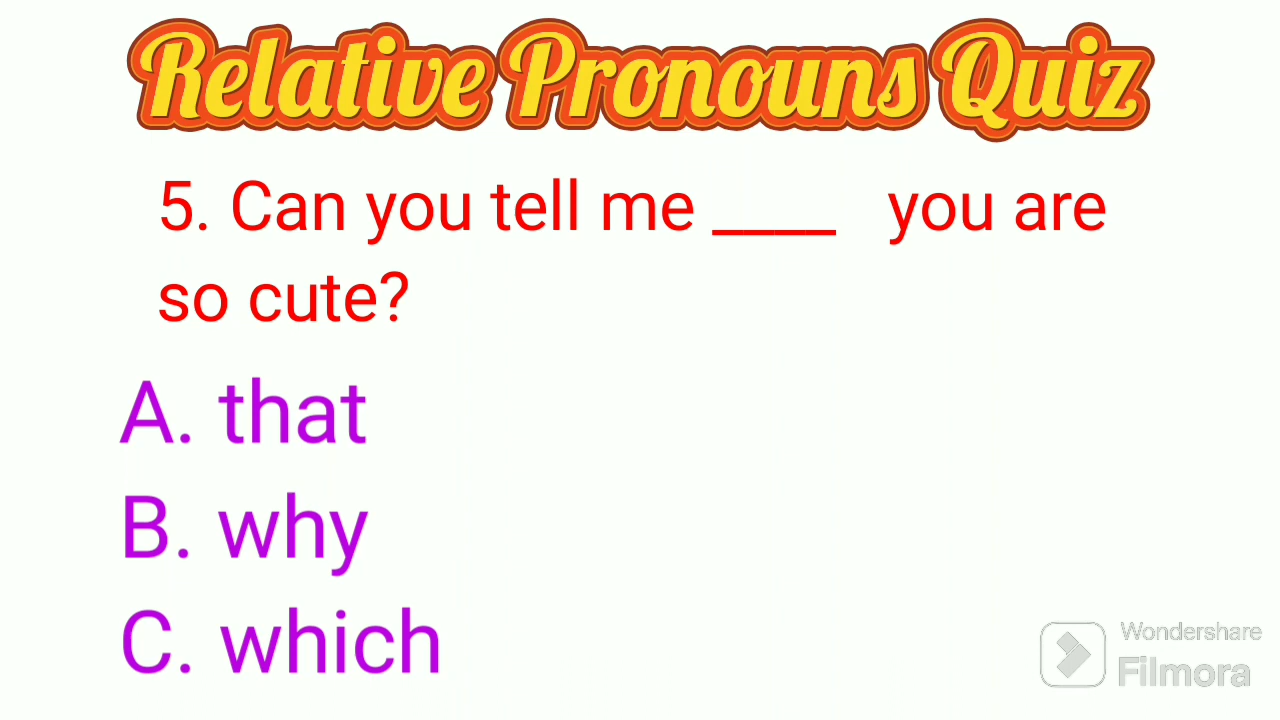 Relative Pronouns Quiz
5. Can you tell me ____ you are
so cute?
A. that
B. why
C. which
Wondershare
Filmora